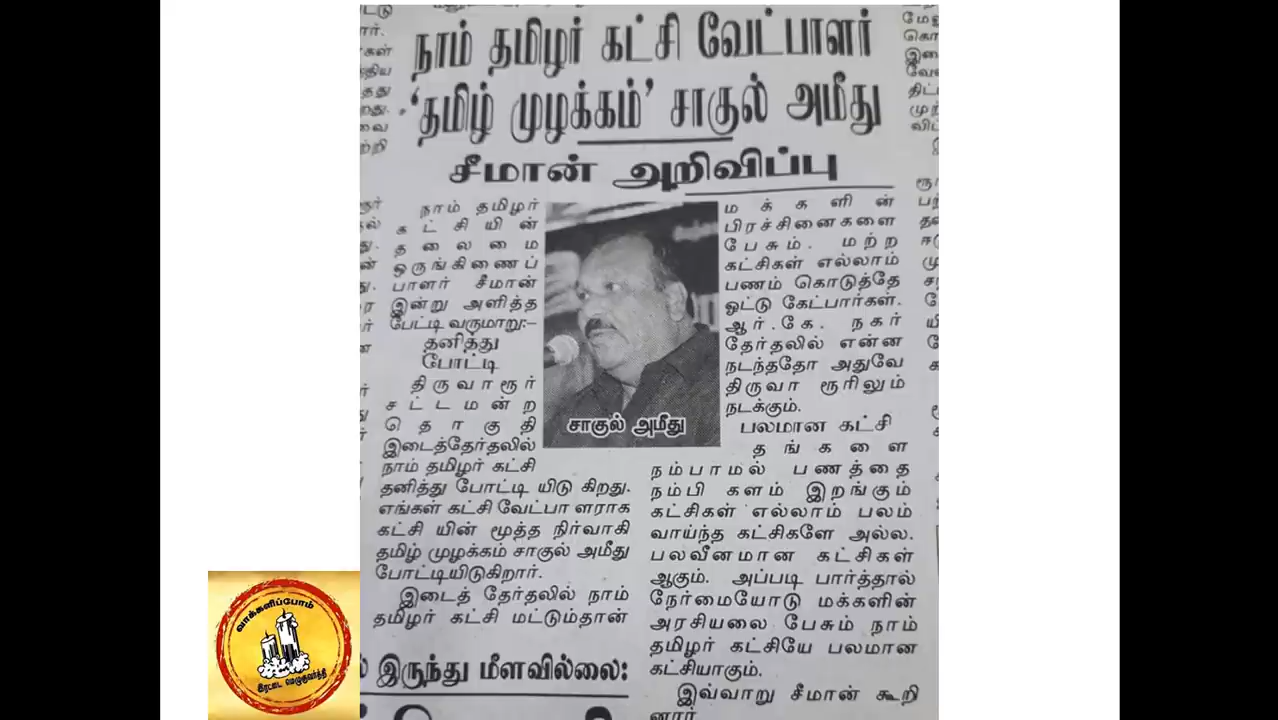 நாம் தமிழர் கட்சி வேட்பாளர்
‘தமிழ் முழக்கம்’ சாகுல் அமீது
சீமான் அறிவிப்பு
நாம் தமிழர்
கட்சியின்
தலைமை
ஒருங்கிணைப்
பாளர் சீமான்
இன்று அளித்த
பேட்டி வருமாறு:–
தனித்து
போட்டி
திருவாரூர்
சட்டமன்ற
தொகுதி
இடைத்தேர்தலில்
நாம் தமிழர் கட்சி
தனித்து போட்டி யிடு கிறது.
எங்கள் கட்சி வேட்பா ளராக
கட்சி யின் மூத்த நிர்வாகி
தமிழ் முழக்கம் சாகுல் அமீது
போட்டியிடுகிறார்.
இடைத் தேர்தலில் நாம்
தமிழர் கட்சி மட்டும்தான்
சாகுல் அமீது
மக்களின்
பிரச்சினைகளை
பேசும். மற்ற
கட்சிகள் எல்லாம்
பணம் கொடுத்தே
ஓட்டு கேட்பார்கள்.
ஆர்.கே. நகர்
தேர்தலில் என்ன
நடந்ததோ அதுவே
திருவா ரூரிலும்
நடக்கும்.
பலமான கட்சி
தங்களை
நம்பாமல் பணத்தை
நம்பி களம் இறங்கும்
கட்சிகள் எல்லாம் பலம்
வாய்ந்த கட்சிகளே அல்ல.
பலவீனமான கட்சிகள்
ஆகும். அப்படி பார்த்தால்
நேர்மையோடு மக்களின்
அரசியலை பேசும் நாம்
தமிழர் கட்சியே பலமான
கட்சியாகும்.
இவ்வாறு சீமான் கூறி
னார்.
இருந்து மீளவில்லை:
வாக்களிப்போம்
இரட்டை மெழுகுவர்த்தி